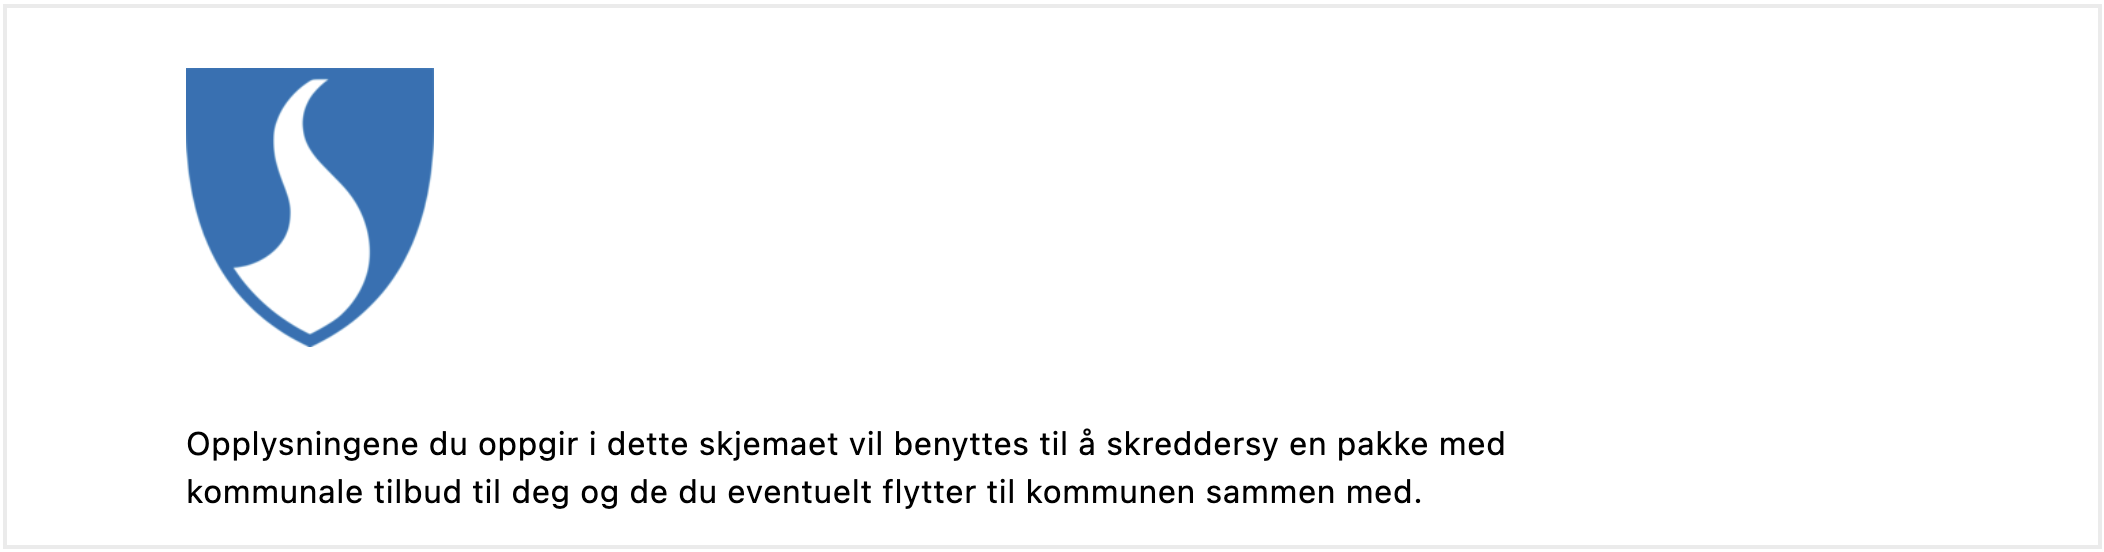 Opplysningene du oppgir i dette skjemaet vil benyttes til å skreddersy en pakke med
kommunale tilbud til deg og de du eventuelt flytter til kommunen sammen med.